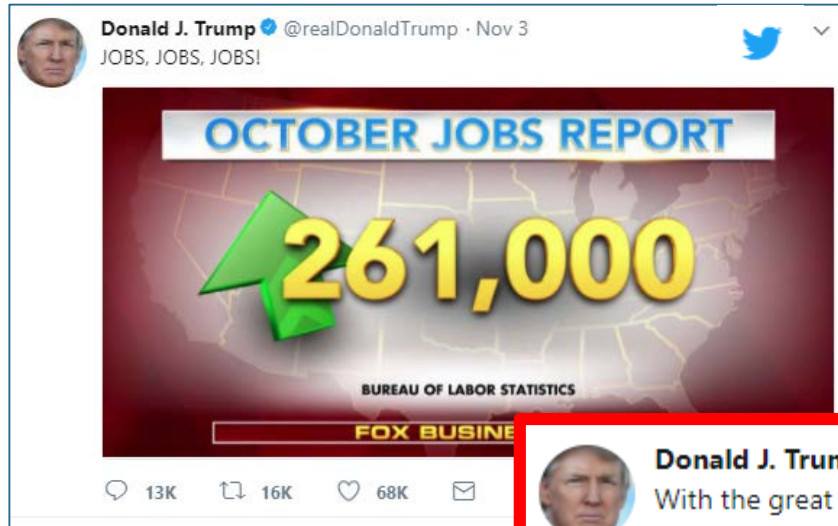 Donald J. Trump @realDonaldTrump · Nov 3
JOBS, JOBS, JOBS!
OCTOBER JOBS REPORT
261,000
BUREAU OF LABOR STATISTICS
FOX BUSINE
13K 16K 68K
Donald J. Trum
With the great